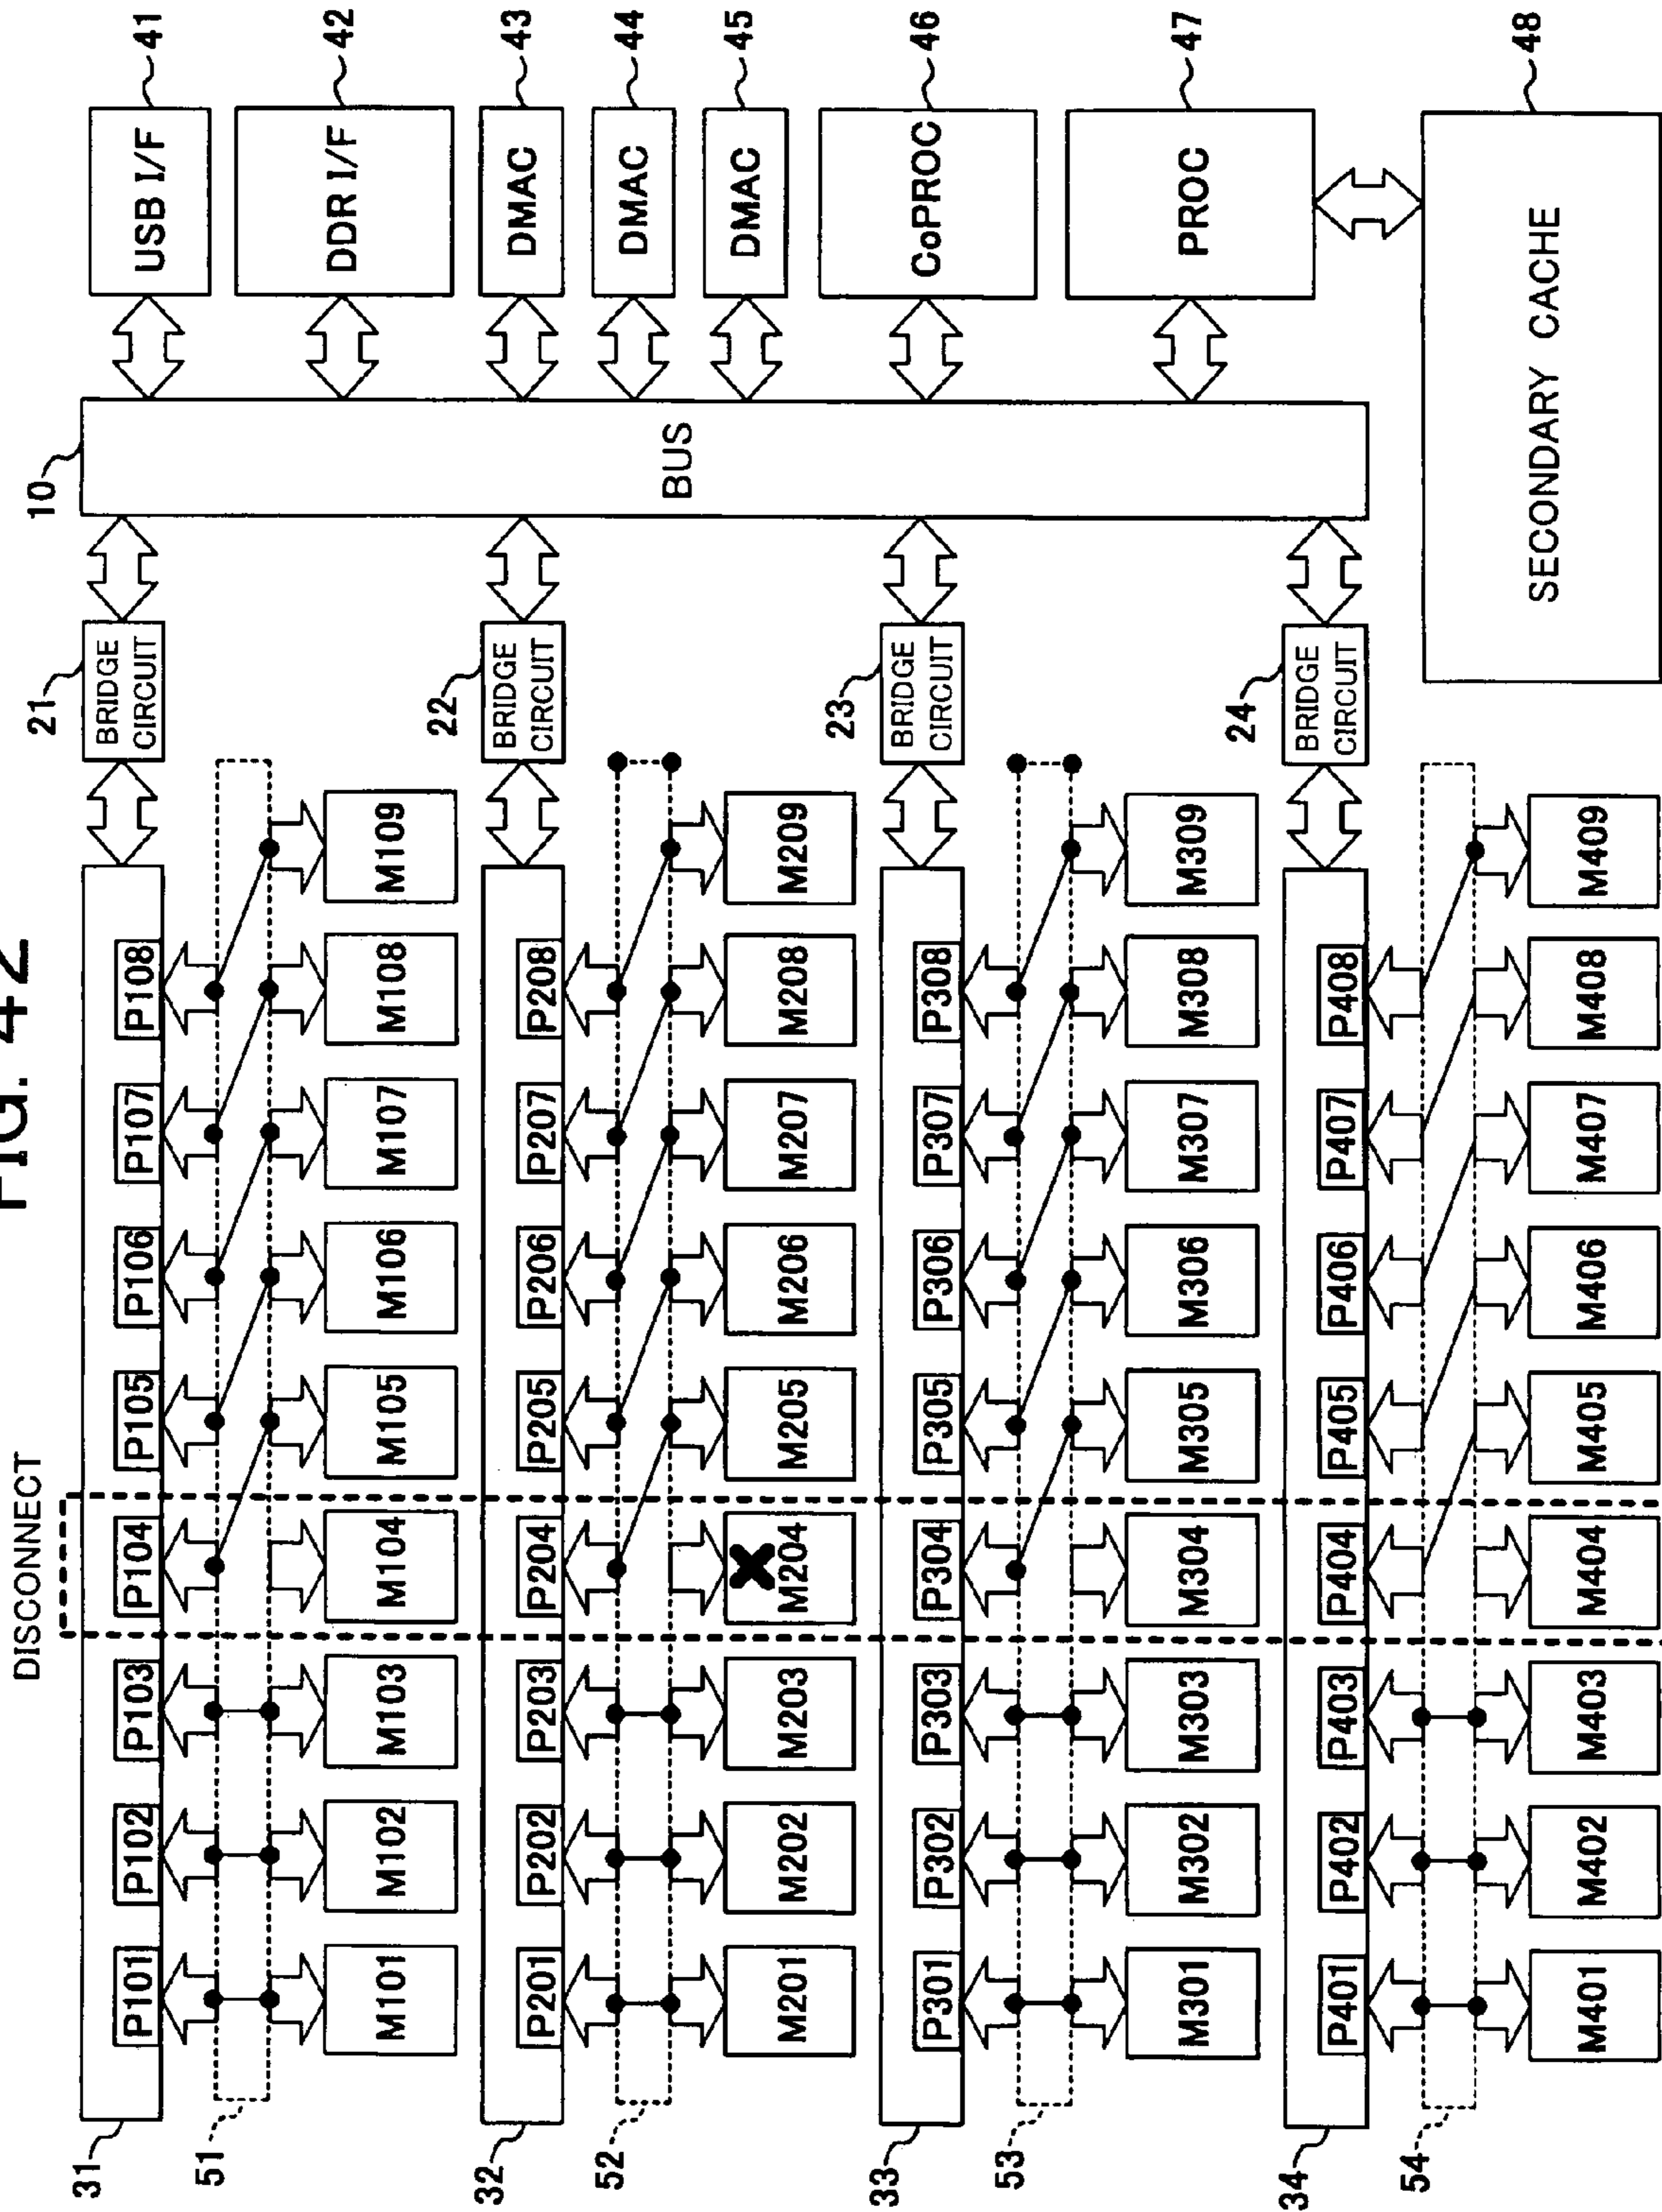 FIG. 42
DISCONNECT
31
P101 P102 P103 P104 P105 P106 P107 P108
21
BRIDGE
CIRCUIT
10
BUS
USB I/F
41
51
M101 M102 M103 M104 M105 M106 M107 M108 M109
DDR I/F
42
32
P201 P202 P203 P204 P205 P206 P207 P208
22
BRIDGE
CIRCUIT
DMAC
43
52
M201 M202 M203 M204 M205 M206 M207 M208 M209
DMAC
44
DMAC
45
33
P301 P302 P303 P304 P305 P306 P307 P308
23
BRIDGE
CIRCUIT
CoPROC
46
53
M301 M302 M303 M304 M305 M306 M307 M308 M309
PROC
47
34
P401 P402 P403 P404 P405 P406 P407 P408
24
BRIDGE
CIRCUIT
54
M401 M402 M403 M404 M405 M406 M407 M408 M409
SECONDARY CACHE
48